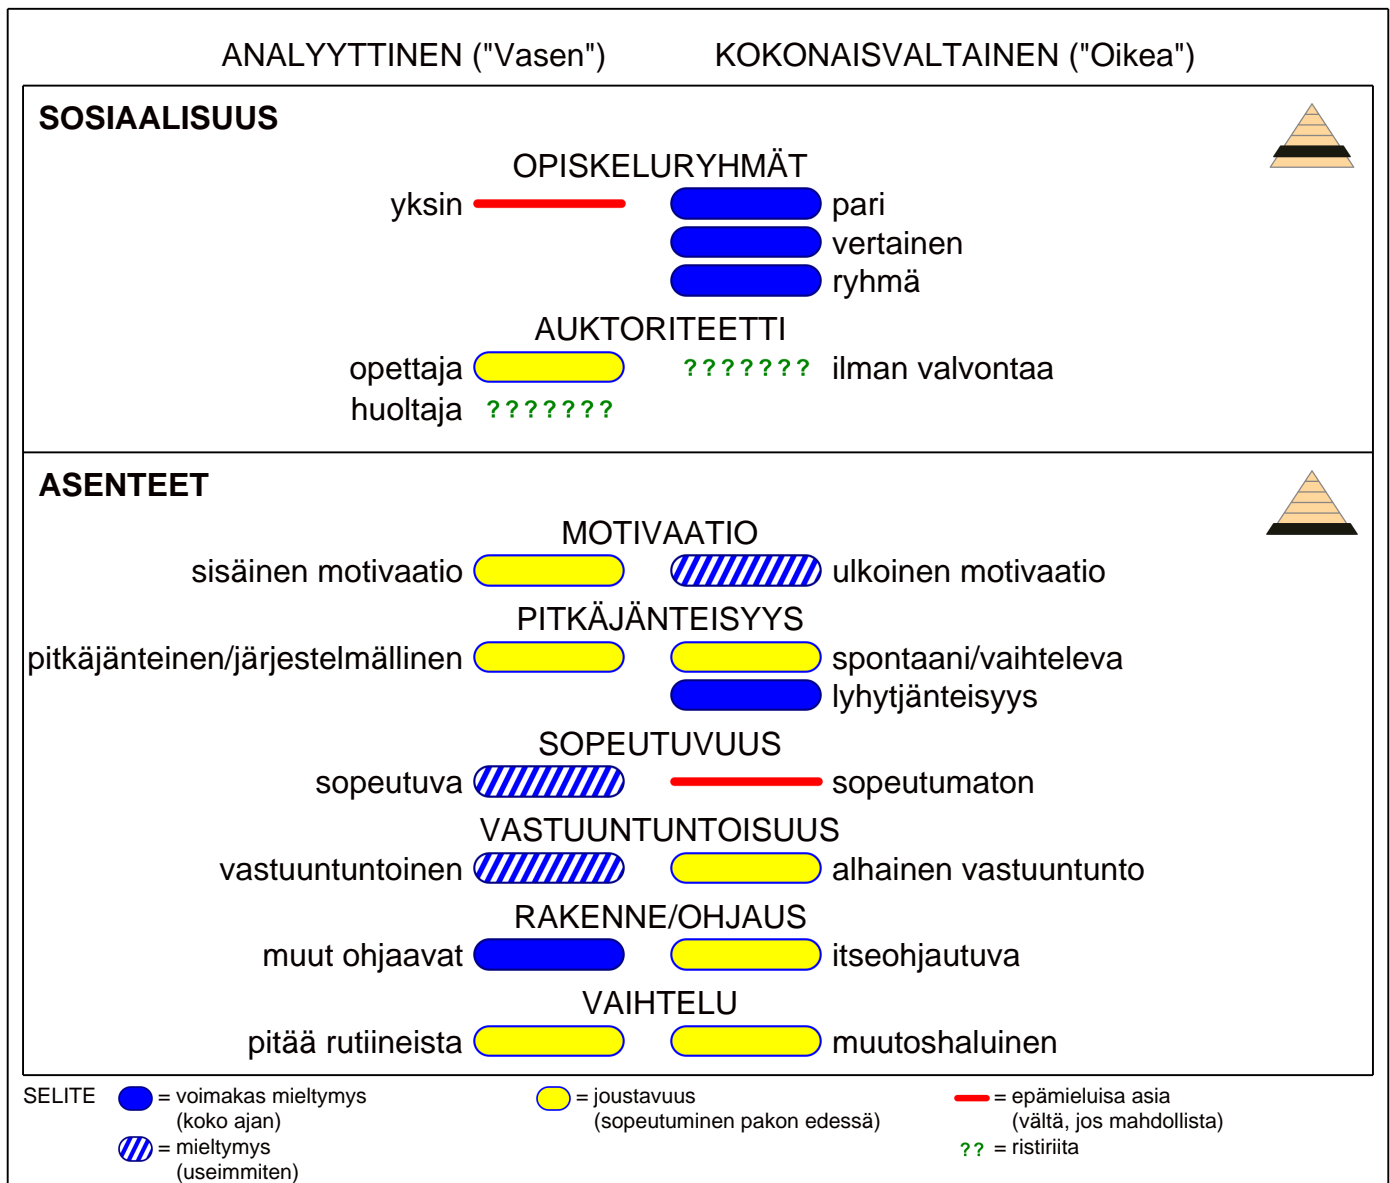 ANALYYTTINEN ("Vasen") KOKONAISVALTAINEN ("Oikea")
SOSIAALISUUS
OPISKELURYHMÄT
yksin pari
vertainen
ryhmä
AUKTORITEETTI
opettaja ??????? ilman valvontaa
huoltaja ???????
ASENTEET
MOTIVAATIO
sisäinen motivaatio ulkoinen motivaatio
PITKÄJÄNTEISYYS
pitkäjänteinen/järjestelmällinen spontaani/vaihteleva
lyhytjänteisyys
SOPEUTUVUUS
sopeutuva sopeutumaton
VASTUUNTUNTOISUUS
vastuuntuntoinen alhainen vastuuntunto
RAKENNE/OHJAUS
muut ohjaavat itseohjautuva
VAIHTELU
pitää rutiineista muutoshaluinen
SELITE = voimakas mieltymys = joustavuus = epämieluisa asia
(koko ajan) (sopeutuminen pakon edessä) (vältä, jos mahdollista)
= mieltymys ?? = ristiriita
(useimmiten)